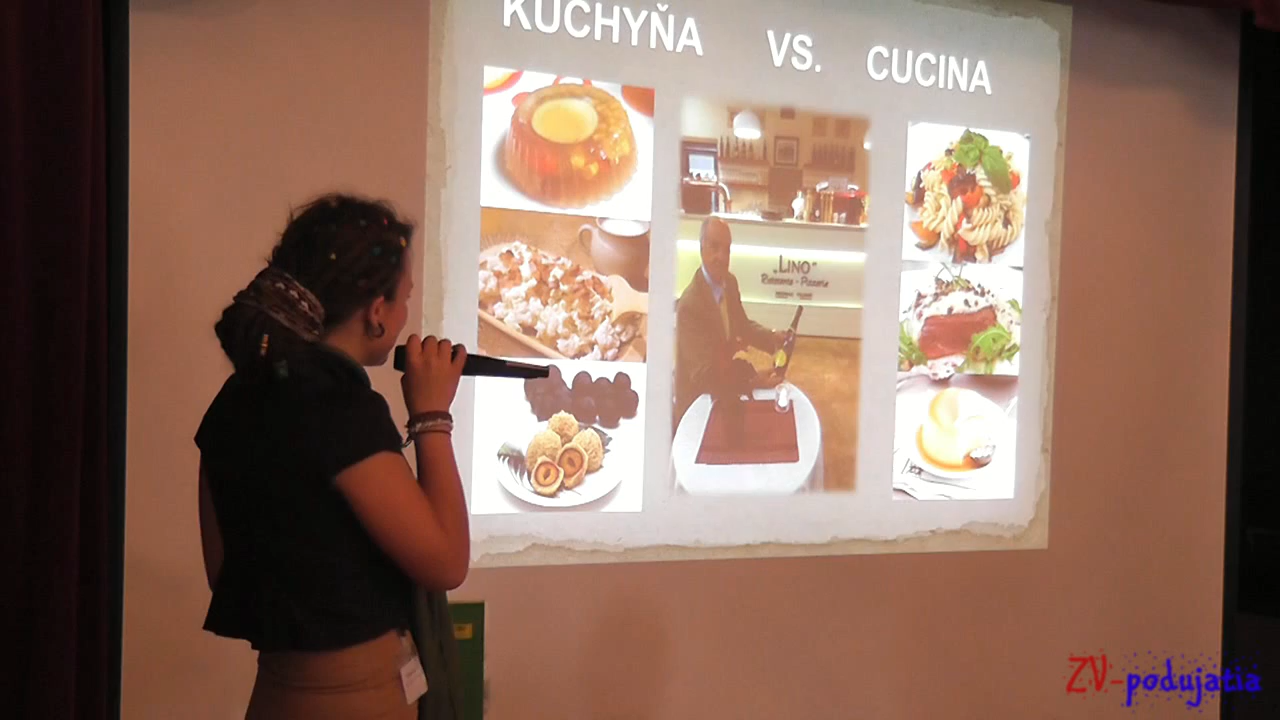 KUCHYŇA VS. CUCINA
„LINO“
Ristorante - Pizzeria
ZV-podujatia